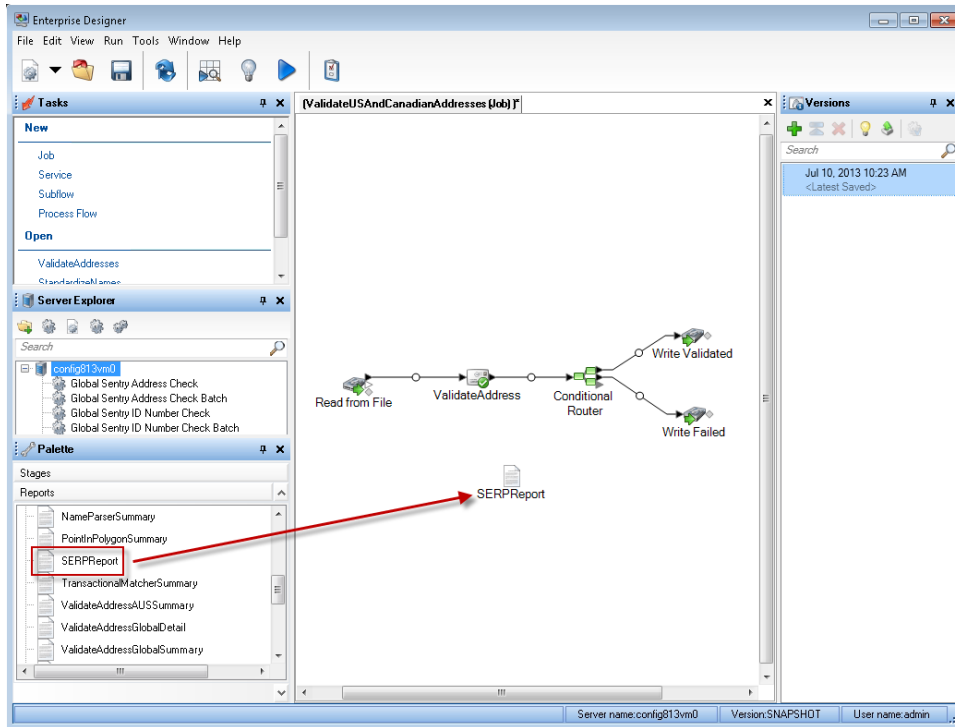 Enterprise Designer
File Edit View Run Tools Window Help
Tasks
New
Job
Service
Subflow
Process Flow
Open
ValidateAddresses
StandardizeNames
Server Explorer
Search
config813vm0
Global Sentry Address Check
Global Sentry Address Check Batch
Global Sentry ID Number Check
Global Sentry ID Number Check Batch
Palette
Stages
Reports
NameParserSummary
PointInPolygonSummary
SERPReport
TransactionalMatcherSummary
ValidateAddressAUSSummary
ValidateAddressGlobalDetail
ValidateAddressGlobalSummary
(ValidateUSAndCanadianAddresses (Job) )*
Read from File
ValidateAddress
Conditional
Router
Write Validated
Write Failed
SERPReport
Versions
Search
Jul 10, 2013 10:23 AM
<Latest Saved>
Server name:config813vm0
Version:SNAPSHOT
User name:admin